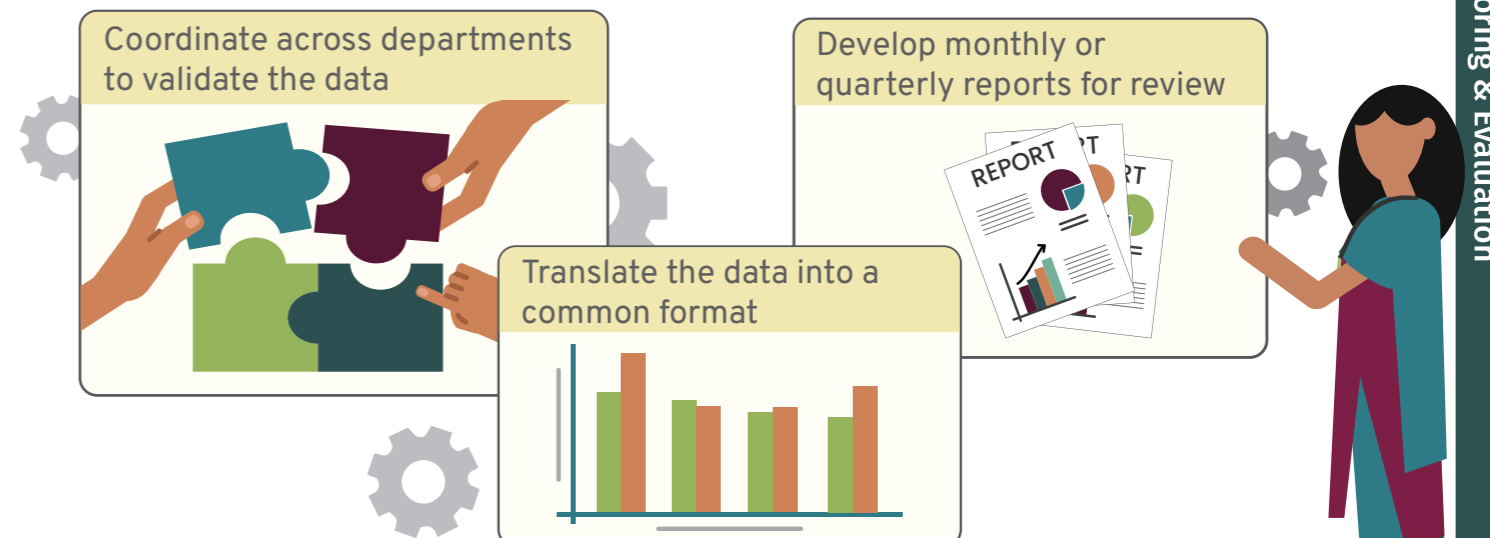 Coordinate across departments
to validate the data
Develop monthly or
quarterly reports for review
REPORT
Translate the data into a
common format
& Evaluation